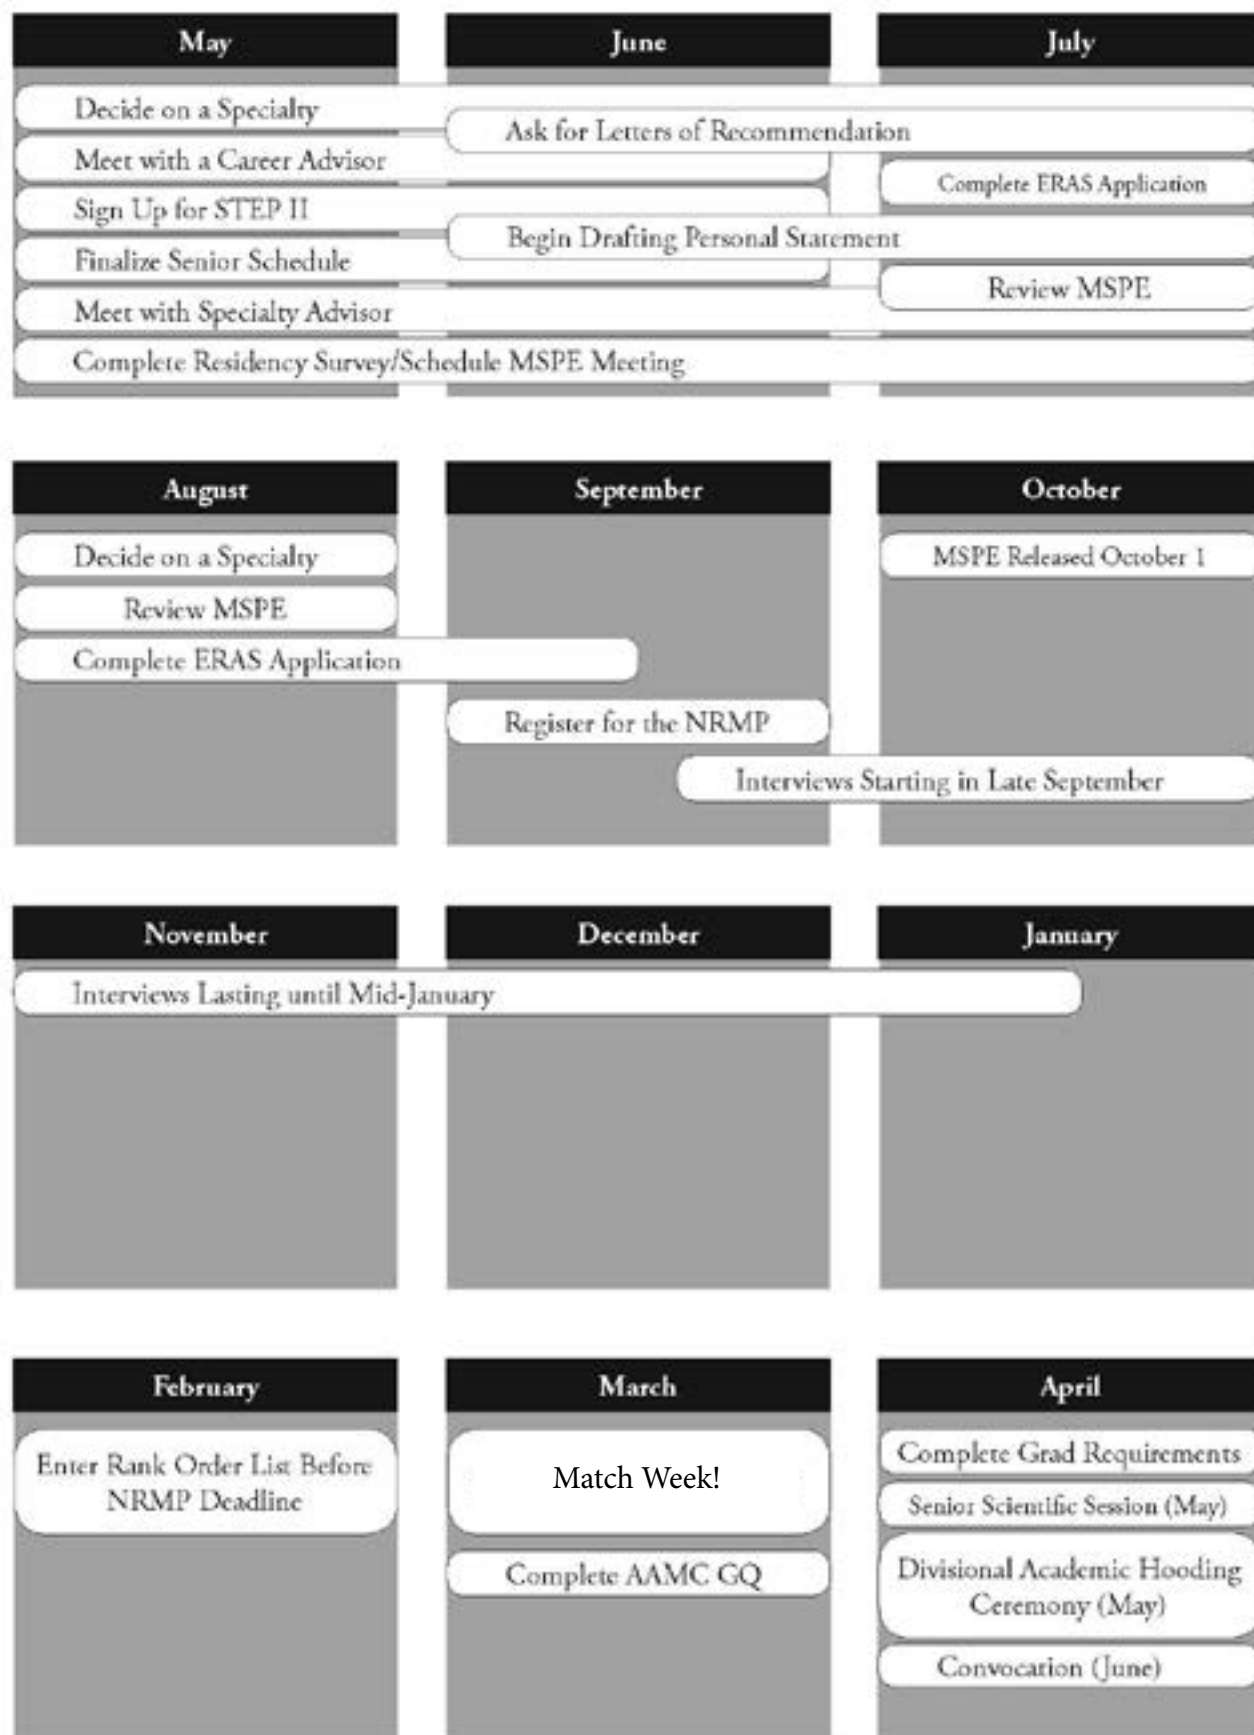 May
June
July
Decide on a Specialty
Ask for Letters of Recommendation
Meet with a Career Advisor
Complete ERAS Application
Sign Up for STEP II
Begin Drafting Personal Statement
Finalize Senior Schedule
Review MSPE
Meet with Specialty Advisor
Complete Residency Survey/Schedule MSPE Meeting
August
September
October
Decide on a Specialty
MSPE Released October 1
Review MSPE
Complete ERAS Application
Register for the NRMP
Interviews Starting in Late September
November
December
January
Interviews Lasting until Mid-January
February
March
April
Enter Rank Order List Before
NRMP Deadline
Match Week!
Complete AAMC GQ
Complete Grad Requirements
Senior Scientific Session (May)
Divisional Academic Hooding
Ceremony (May)
Convocation (June)